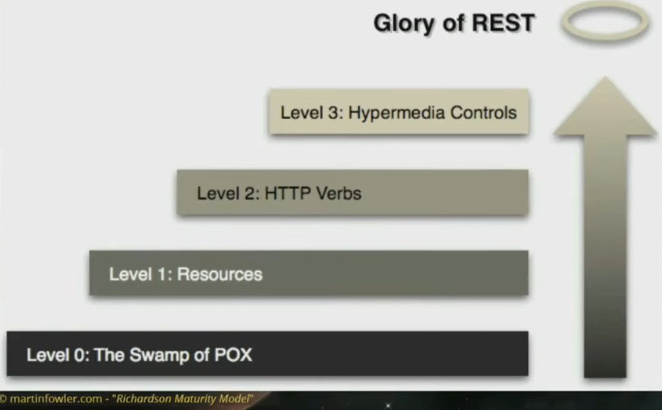 Glory of REST
Level 3: Hypermedia Controls
Level 2: HTTP Verbs
Level 1: Resources
Level 0: The Swamp of POX
© martinfowler.com - "Richardson Maturity Model"